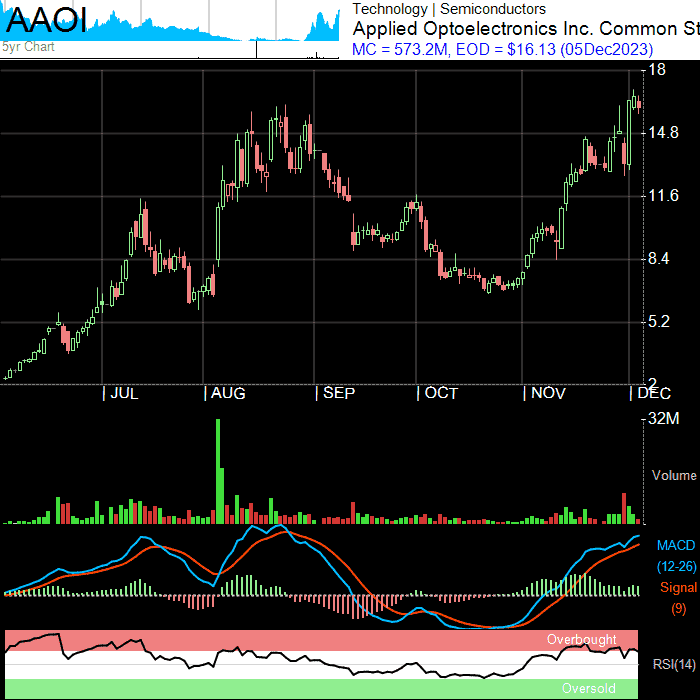 AAOI
5yr Chart
Technology | Semiconductors
Applied Optoelectronics Inc. Common St
MC = 573.2M, EOD = $16.13 (05Dec2023)
18
14.8
11.6
8.4
5.2
2
| JUL | AUG | SEP | OCT | NOV | DEC
32M
Volume
MACD
(12-26)
Signal
(9)
Overbought
RSI(14)
Oversold